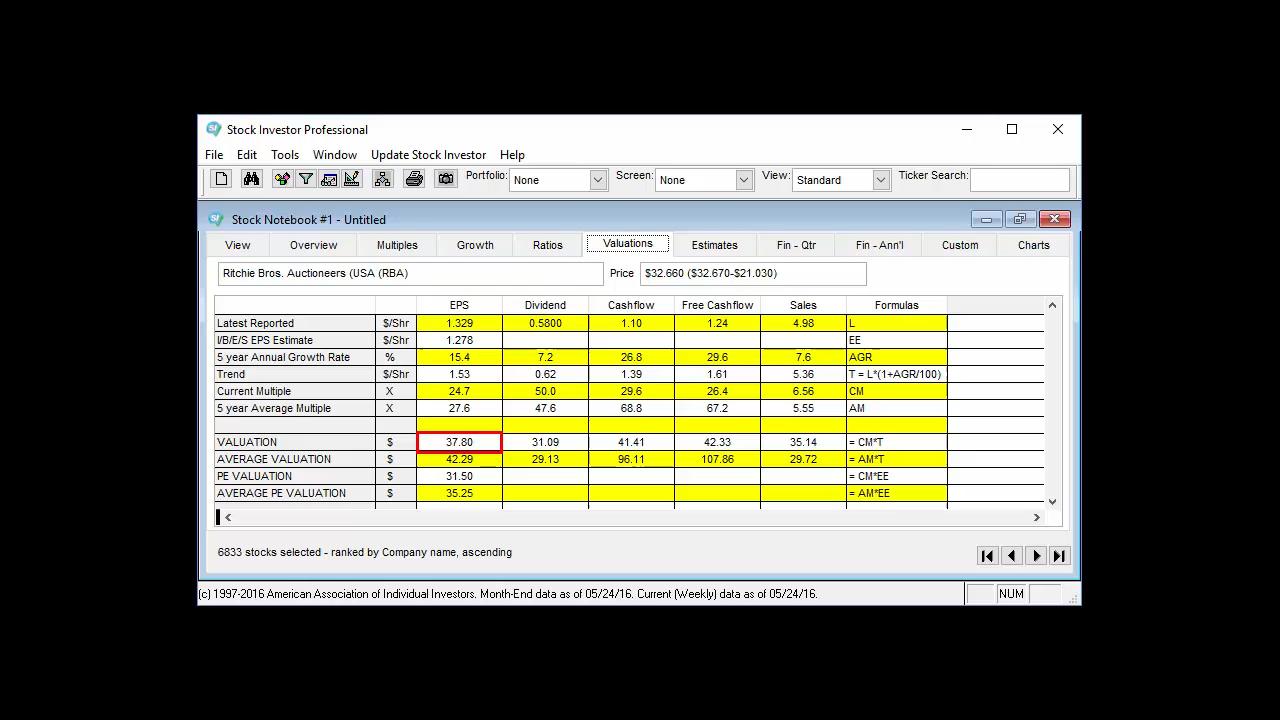 Stock Investor Professional
File Edit Tools Window Update Stock Investor Help
Portfolio: None Screen: None View: Standard Ticker Search:
Stock Notebook #1 - Untitled
View Overview Multiples Growth Ratios Valuations Estimates Fin - Qtr Fin - Ann'l Custom Charts
Ritchie Bros. Auctioneers (USA (RBA) Price $32.660 ($32.670-$21.030)
EPS Dividend Cashflow Free Cashflow Sales Formulas
Latest Reported $/Shr 1.329 0.5800 1.10 1.24 4.98 L
I/B/E/S EPS Estimate $/Shr 1.278 EE
5 year Annual Growth Rate % 15.4 7.2 26.8 29.6 7.6 AGR
Trend $/Shr 1.53 0.62 1.39 1.61 5.36 T = L*(1+AGR/100)
Current Multiple X 24.7 50.0 29.6 26.4 6.56 CM
5 year Average Multiple X 27.6 47.6 68.8 67.2 5.55 AM
VALUATION $ 37.80 31.09 41.41 42.33 35.14 = CM*T
AVERAGE VALUATION $ 42.29 29.13 96.11 107.86 29.72 = AM*T
PE VALUATION $ 31.50 = CM*EE
AVERAGE PE VALUATION $ 35.25 = AM*EE
6833 stocks selected - ranked by Company name, ascending
(c) 1997-2016 American Association of Individual Investors. Month-End data as of 05/24/16. Current (Weekly) data as of 05/24/16. NUM